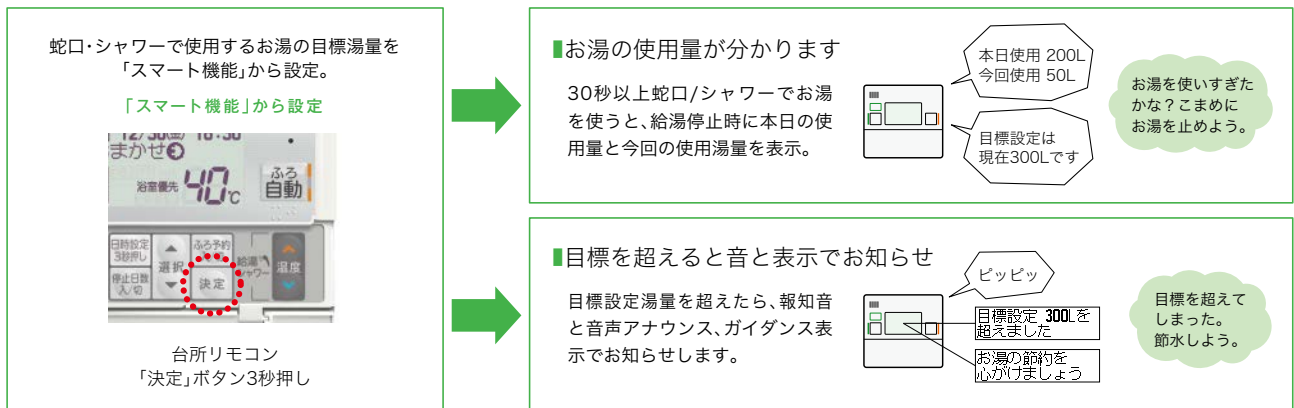 蛇口・シャワーで使用するお湯の目標湯量を
「スマート機能」から設定。
「スマート機能」から設定
まかせ
浴室優先 40℃
ふろ
自動
日時設定
3秒押し
停止日数
入/切
選択
ふろ予約
決定
給湯
シャワー
温度
台所リモコン
「決定」ボタン3秒押し
お湯の使用量が分かります
30秒以上蛇口/シャワーでお湯
を使うと、給湯停止時に本日の使
用量と今回の使用湯量を表示。
本日使用 200L
今回使用 50L
目標設定は
現在300Lです
お湯を使いすぎた
かな？こまめに
お湯を止めよう。
目標を超えると音と表示でお知らせ
目標設定湯量を超えたら、報知音
と音声アナウンス、ガイダンス表
示でお知らせします。
ピッピッ
目標設定 300Lを
超えました
お湯の節約を
心がけましょう
目標を超えて
しまった。
節水しよう。